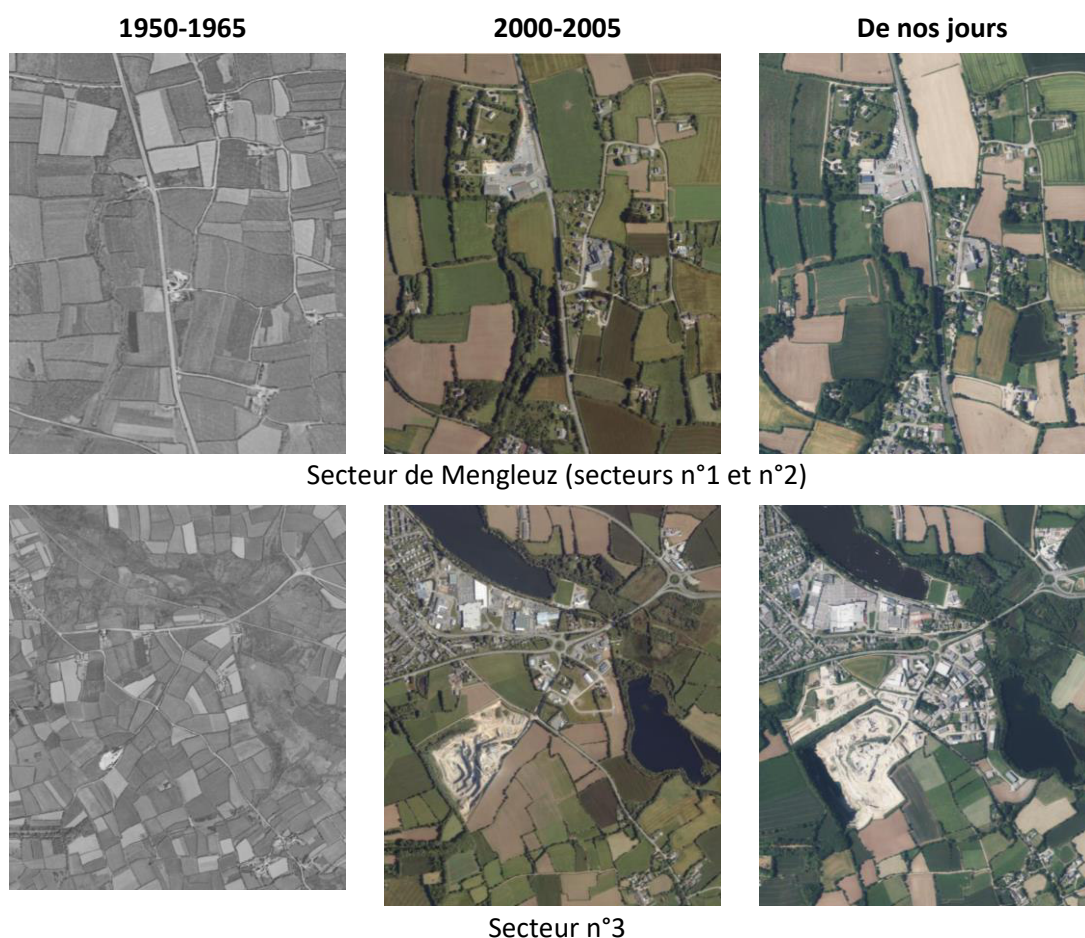 1950-1965
2000-2005
De nos jours
Secteur de Mengleuz (secteurs n°1 et n°2)
Secteur n°3